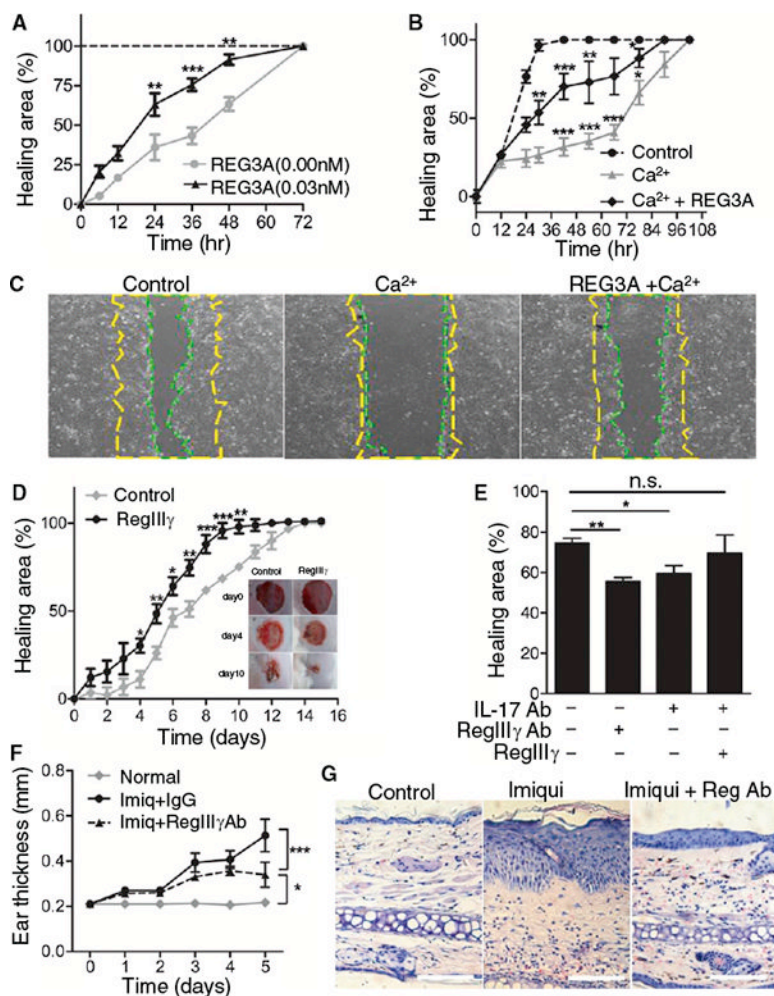 A
**
***
**
100
75
50
25
0
Healing area (%)
REG3A(0.00nM)
REG3A(0.03nM)
0 12 24 36 48 60 72
Time (hr)
B
100
50
0
Healing area (%)
**
***
**
*
*
***
***
***
Control
Ca²⁺
Ca²⁺ + REG3A
0 12 24 36 48 60 72 84 96 108
Time (hr)
C
Control
Ca²⁺
REG3A +Ca²⁺
D
Control
RegIIIγ
100
50
0
Healing area (%)
*
**
*
**
***
***
**
Control RegIIIγ
day0
day4
day10
0 2 4 6 8 10 12 14 16
Time (days)
E
n.s.
*
**
100
80
60
40
20
0
Healing area (%)
IL-17 Ab − − + +
RegIIIγ Ab − + − −
RegIIIγ − − − +
F
Normal
Imiq+IgG
Imiq+RegIIIγAb
0.8
0.6
0.4
0.2
0.0
Ear thickness (mm)
***
*
0 1 2 3 4 5
Time (days)
G
Control
Imiqui
Imiqui + Reg Ab